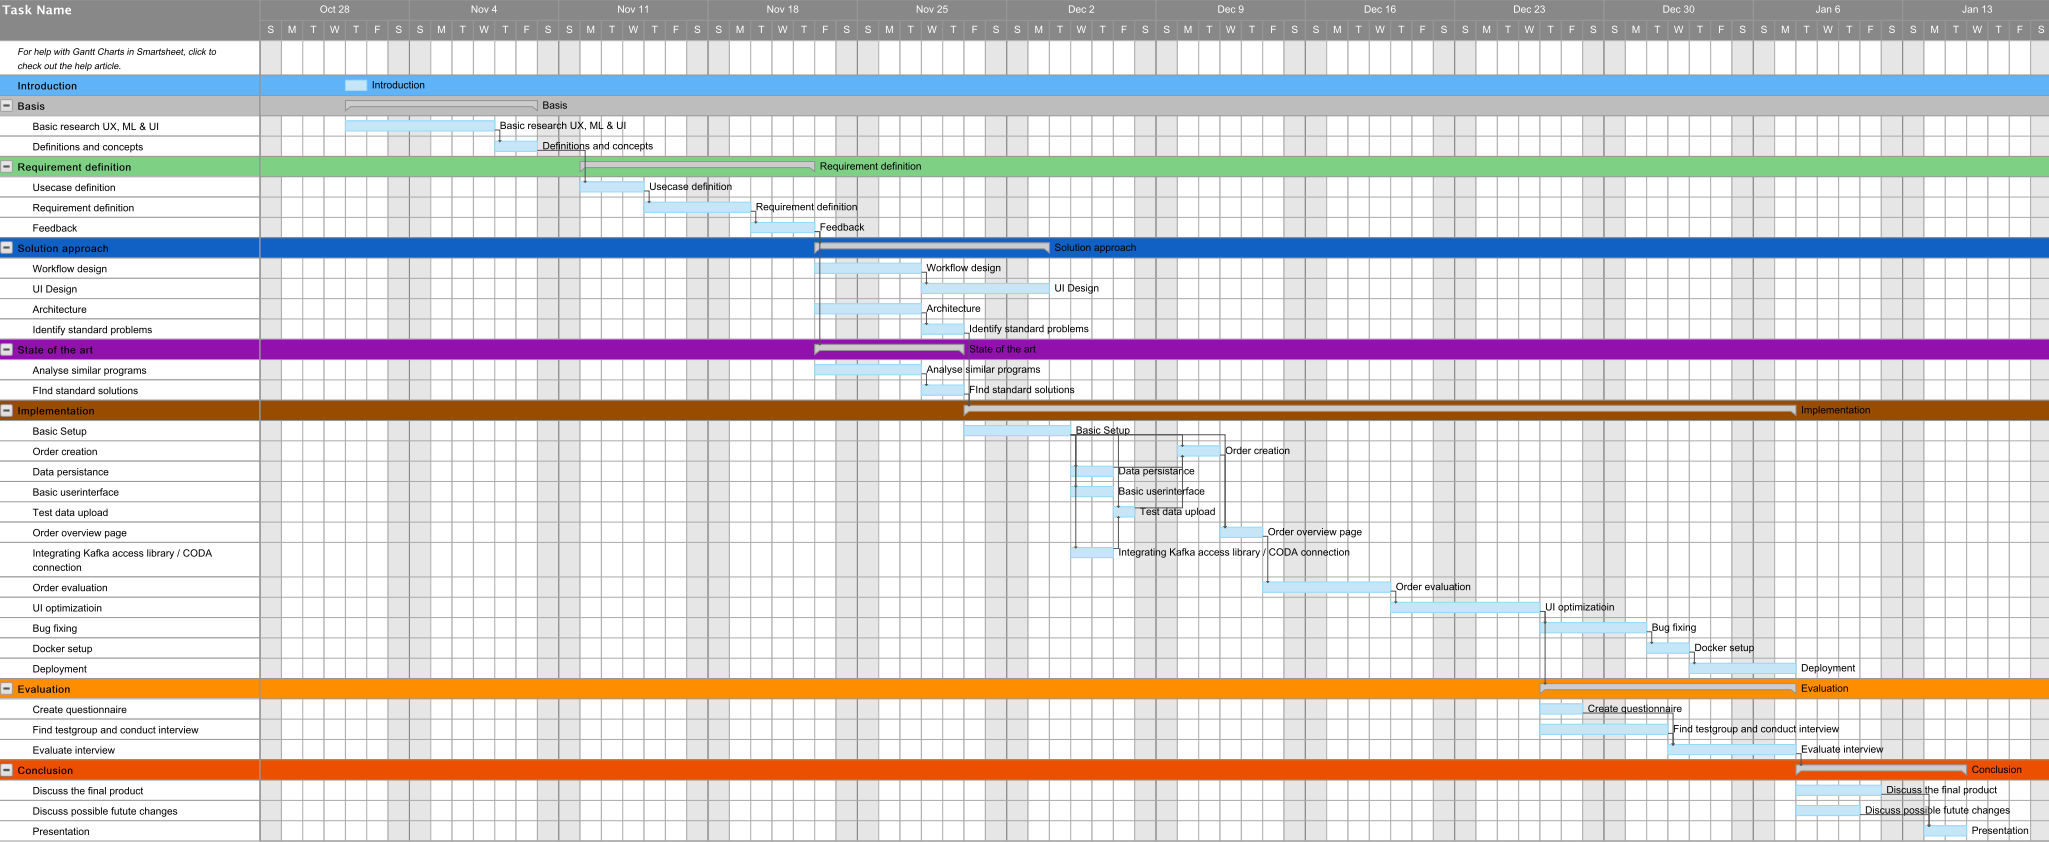 Task Name
Oct 28 Nov 4 Nov 11 Nov 18 Nov 25 Dec 2 Dec 9 Dec 16 Dec 23 Dec 30 Jan 6 Jan 13
S M T W T F S S M T W T F S S M T W T F S S M T W T F S S M T W T F S S M T W T F S S M T W T F S S M T W T F S S M T W T F S S M T W T F S S M T W T F S S M T W T F S
For help with Gantt Charts in Smartsheet, click to
check out the help article.
Introduction Introduction
Basis Basis
Basic research UX, ML & UI Basic research UX, ML & UI
Definitions and concepts Definitions and concepts
Requirement definition Requirement definition
Usecase definition Usecase definition
Requirement definition Requirement definition
Feedback Feedback
Solution approach Solution approach
Workflow design Workflow design
UI Design UI Design
Architecture Architecture
Identify standard problems Identify standard problems
State of the art State of the art
Analyse similar programs Analyse similar programs
FInd standard solutions FInd standard solutions
Implementation Implementation
Basic Setup Basic Setup
Order creation Order creation
Data persistance Data persistance
Basic userinterface Basic userinterface
Test data upload Test data upload
Order overview page Order overview page
Integrating Kafka access library / CODA Integrating Kafka access library / CODA connection
connection
Order evaluation Order evaluation
UI optimizatioin UI optimizatioin
Bug fixing Bug fixing
Docker setup Docker setup
Deployment Deployment
Evaluation Evaluation
Create questionnaire Create questionnaire
Find testgroup and conduct interview Find testgroup and conduct interview
Evaluate interview Evaluate interview
Conclusion Conclusion
Discuss the final product Discuss the final product
Discuss possible futute changes Discuss possible futute changes
Presentation Presentation